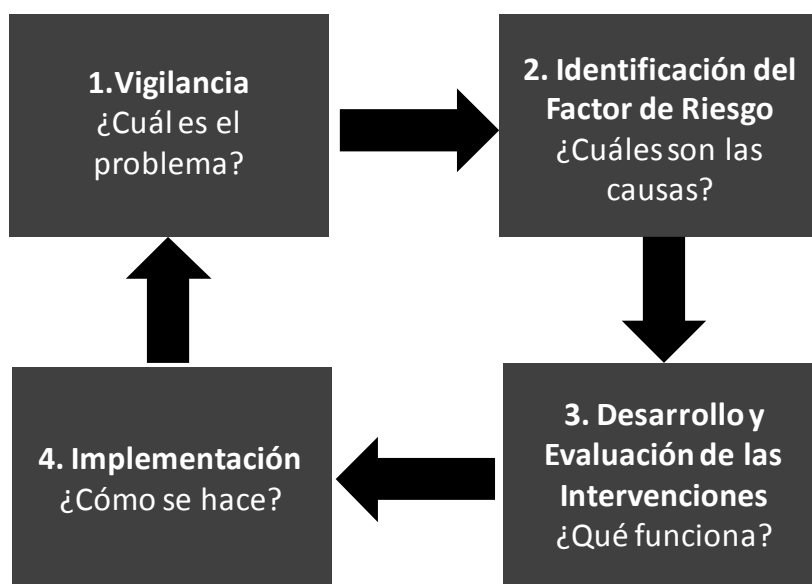 1.Vigilancia
¿Cuál es el
problema?
2. Identificación del
Factor de Riesgo
¿Cuáles son las
causas?
3. Desarrollo y
Evaluación de las
Intervenciones
¿Qué funciona?
4. Implementación
¿Cómo se hace?